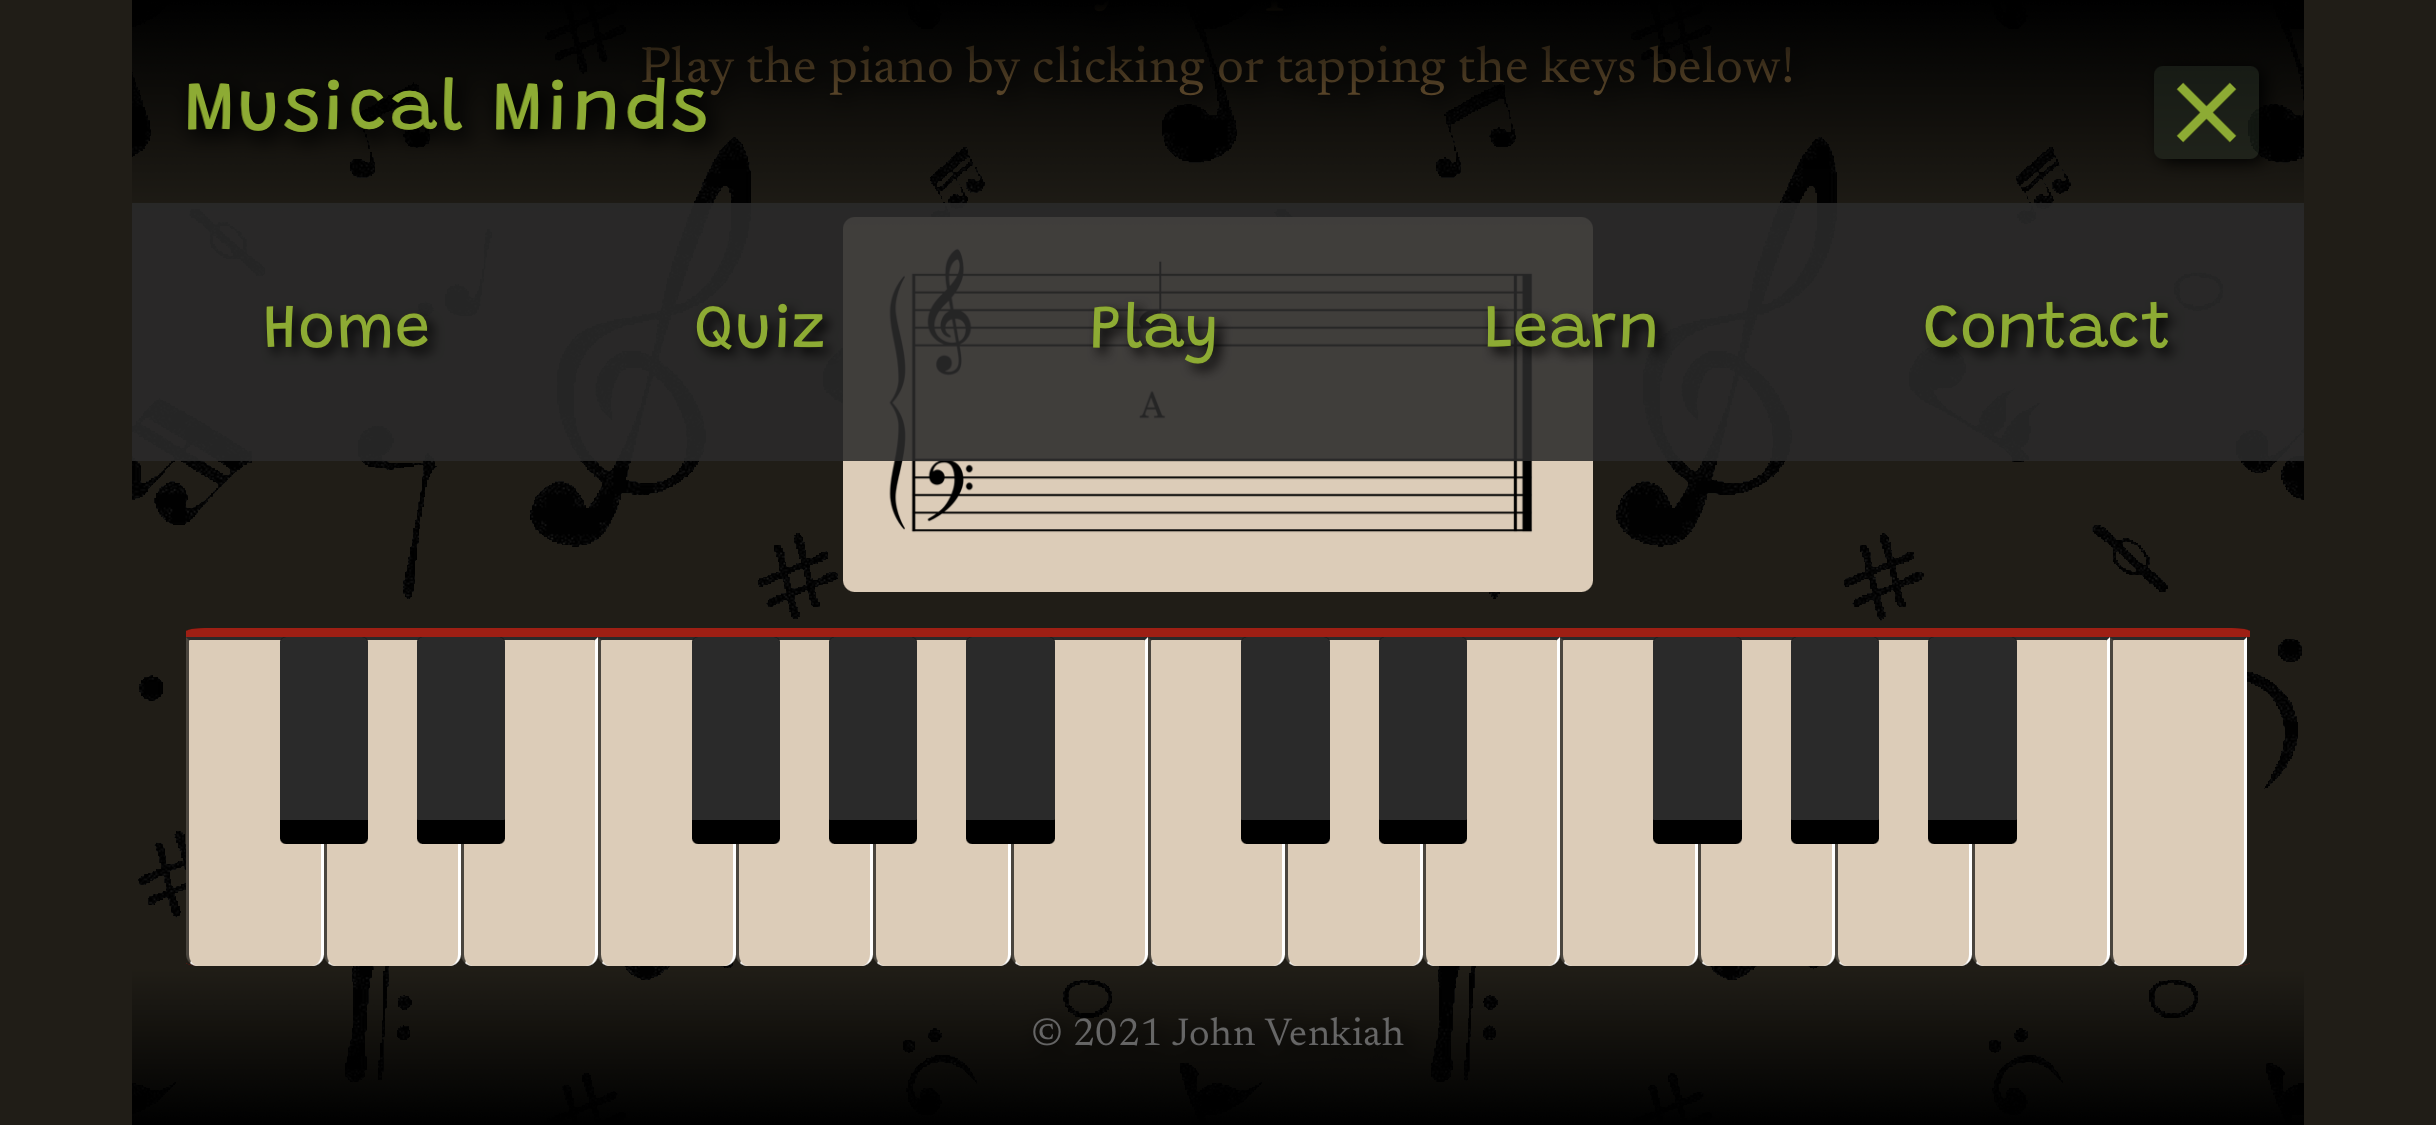 Play the piano by clicking or tapping the keys below!
Musical Minds
Home Quiz Play Learn Contact
A
© 2021 John Venkiah